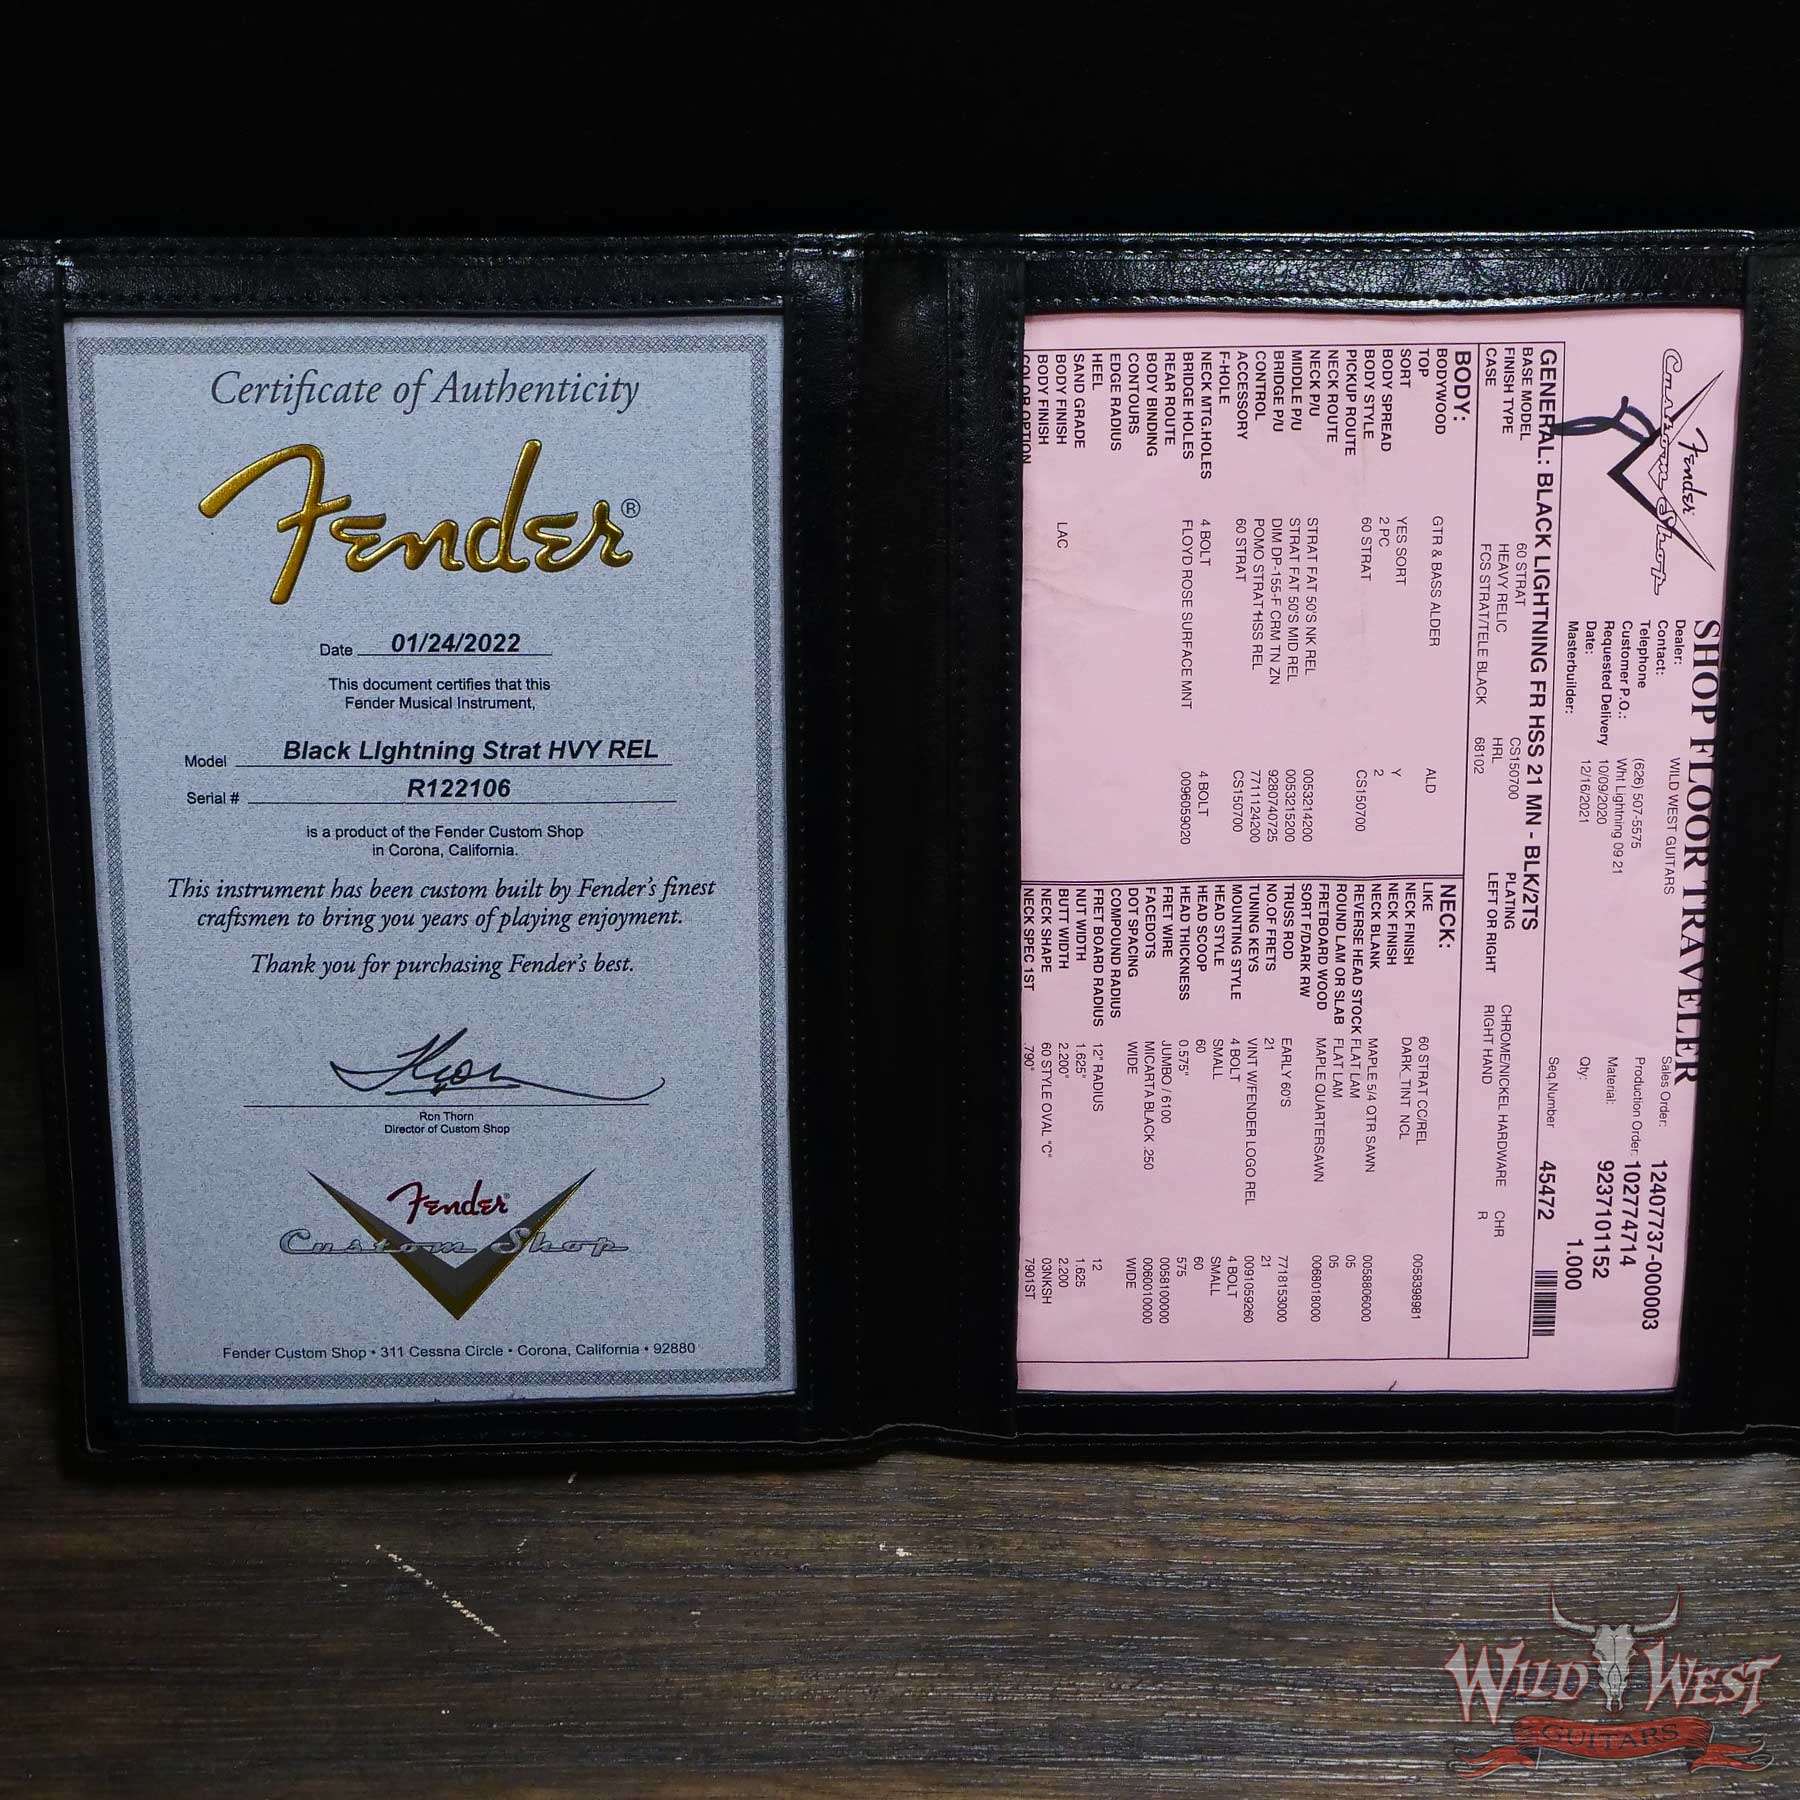 Certificate of Authenticity
Fender®
Date 01/24/2022
This document certifies that this
Fender Musical Instrument,
Model Black LIghtning Strat HVY REL
Serial # R122106
is a product of the Fender Custom Shop
in Corona, California.
This instrument has been custom built by Fender's finest
craftsmen to bring you years of playing enjoyment.
Thank you for purchasing Fender's best.
Ron Thorn
Director of Custom Shop
Fender®
Custom Shop
Fender Custom Shop • 311 Cessna Circle • Corona, California • 92880
Fender
Custom Shop
SHOP FLOOR TRAVELER
Dealer: WILD WEST GUITARS
Contact:
Telephone (626) 507-5575
Customer P.O.: Whi Lightning 09 21
Requested Delivery 10/09/2020
Date: 12/16/2021
Masterbuilder:
Sales Order: 12407737-000003
Production Order: 102774714
Material: 9237101152
Qty: 1.000
Seq.Number 45472
GENERAL: BLACK LIGHTNING FR HSS 21 MN - BLK/2TS
BASE MODEL 60 STRAT CS150700 PLATING CHROME/NICKEL HARDWARE CHR
FINISH TYPE HEAVY RELIC HRL LEFT OR RIGHT RIGHT HAND R
CASE FCS STRAT/TELE BLACK 68102
BODY:
BODYWOOD GTR & BASS ALDER ALD
TOP
SORT YES SORT Y
BODY SPREAD 2 PC 2
BODY STYLE 60 STRAT CS150700
PICKUP ROUTE
NECK ROUTE
NECK P/U STRAT FAT 50'S NK REL 0053214200
MIDDLE P/U STRAT FAT 50'S MID REL 0053215200
BRIDGE P/U DIM DP-155-F CRM TN ZN 9280740725
CONTROL POMO STRAT HSS REL 7711124200
ACCESSORY 60 STRAT CS150700
F-HOLE
NECK MTG.HOLES 4 BOLT 4 BOLT
BRIDGE HOLES FLOYD ROSE SURFACE MNT 0096059020
REAR ROUTE
BODY BINDING
CONTOURS
EDGE RADIUS
HEEL
SAND GRADE
BODY FINISH LAC
BODY FINISH
COLOR OPTION
NECK:
LIKE 60 STRAT CC/REL 0058398981
NECK FINISH DARK_TINT_NCL
NECK FINISH
NECK BLANK MAPLE 5/4 QTR SAWN 0058806000
REVERSE HEAD STOCK FLAT LAM 05
ROUND LAM OR SLAB FLAT LAM 05
FRETBOARD WOOD MAPLE QUARTERSAWN 0068018000
SORT F/DARK RW
TRUSS ROD EARLY 60'S 7718153000
NO.OF FRETS 21 21
TUNING KEYS VINT W/FENDER LOGO REL 0091059260
MOUNTING STYLE 4 BOLT 4 BOLT
HEAD STYLE SMALL SMALL
HEAD SCOOP 60 60
HEAD THICKNESS 0.575" 575
FRET WIRE JUMBO / 6100 0058100000
FACEDOTS MICARTA BLACK .250 0060010000
DOT SPACING WIDE WIDE
COMPOUND RADIUS
FRET BOARD RADIUS 12" RADIUS 12
NUT WIDTH 1.625" 1.625
BUTT WIDTH 2.200" 2.200
NECK SHAPE 60 STYLE OVAL "C" 03NKSH
NECK SPEC 1ST .790" 7901ST
WILD WEST
GUITARS